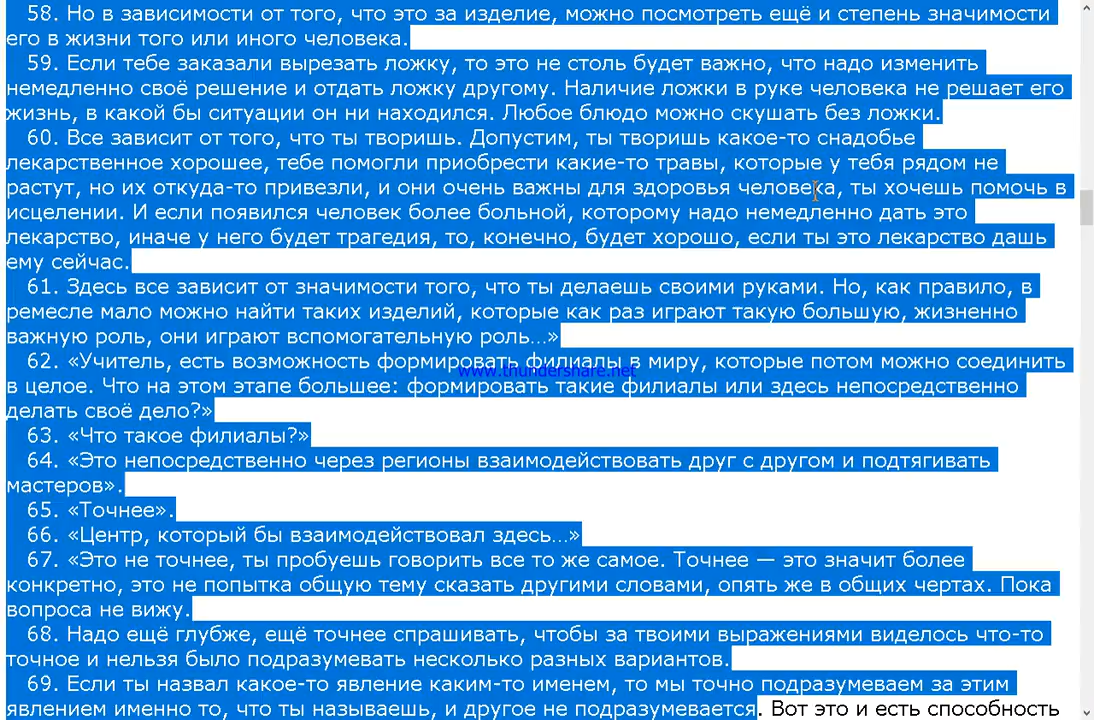 58. Но в зависимости от того, что это за изделие, можно посмотреть ещё и степень значимости
его в жизни того или иного человека.
59. Если тебе заказали вырезать ложку, то это не столь будет важно, что надо изменить
немедленно своё решение и отдать ложку другому. Наличие ложки в руке человека не решает его
жизнь, в какой бы ситуации он ни находился. Любое блюдо можно скушать без ложки.
60. Все зависит от того, что ты творишь. Допустим, ты творишь какое-то снадобье
лекарственное хорошее, тебе помогли приобрести какие-то травы, которые у тебя рядом не
растут, но их откуда-то привезли, и они очень важны для здоровья человека, ты хочешь помочь в
исцелении. И если появился человек более больной, которому надо немедленно дать это
лекарство, иначе у него будет трагедия, то, конечно, будет хорошо, если ты это лекарство дашь
ему сейчас.
61. Здесь все зависит от значимости того, что ты делаешь своими руками. Но, как правило, в
ремесле мало можно найти таких изделий, которые как раз играют такую большую, жизненно
важную роль, они играют вспомогательную роль...»
62. «Учитель, есть возможность формировать филиалы в миру, которые потом можно соединить
www.thundershare.net
в целое. Что на этом этапе большее: формировать такие филиалы или здесь непосредственно
делать своё дело?»
63. «Что такое филиалы?»
64. «Это непосредственно через регионы взаимодействовать друг с другом и подтягивать
мастеров».
65. «Точнее».
66. «Центр, который бы взаимодействовал здесь...»
67. «Это не точнее, ты пробуешь говорить все то же самое. Точнее — это значит более
конкретно, это не попытка общую тему сказать другими словами, опять же в общих чертах. Пока
вопроса не вижу.
68. Надо ещё глубже, ещё точнее спрашивать, чтобы за твоими выражениями виделось что-то
точное и нельзя было подразумевать несколько разных вариантов.
69. Если ты назвал какое-то явление каким-то именем, то мы точно подразумеваем за этим
явлением именно то, что ты называешь, и другое не подразумевается. Вот это и есть способность